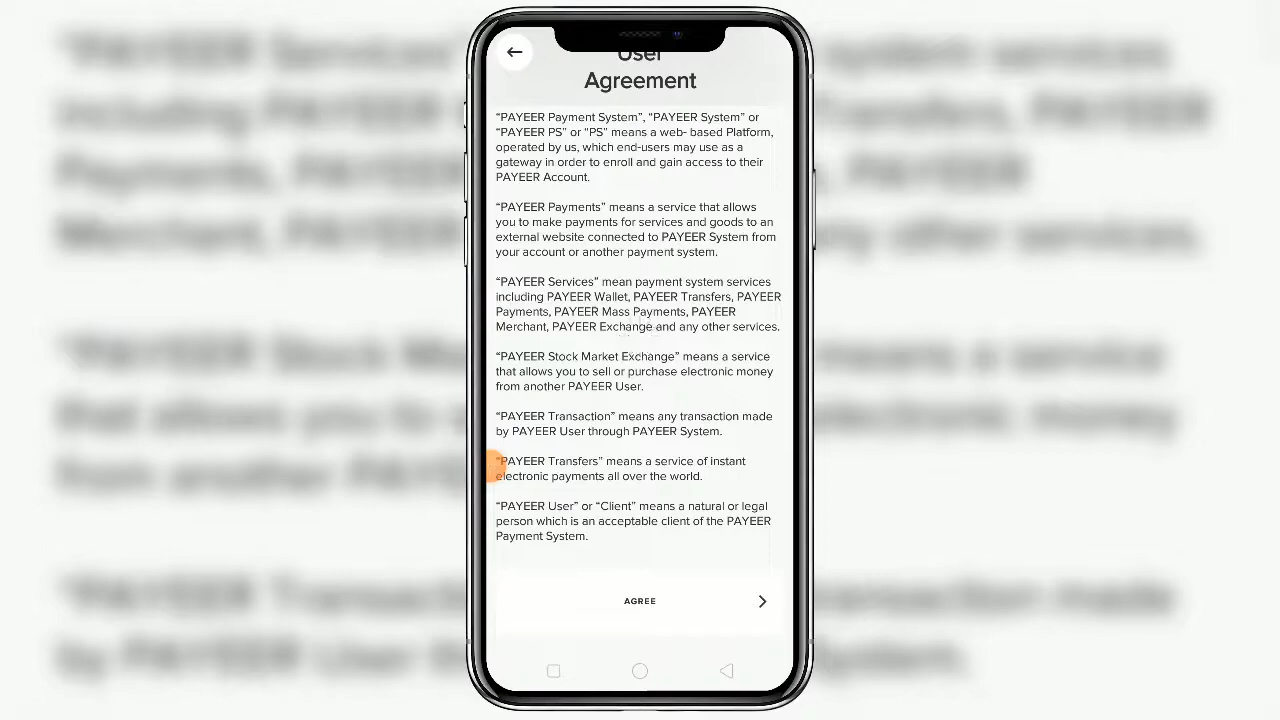 User
Agreement
“PAYEER Payment System”, “PAYEER System” or
“PAYEER PS” or “PS” means a web- based Platform,
operated by us, which end-users may use as a
gateway in order to enroll and gain access to their
PAYEER Account.
“PAYEER Payments” means a service that allows
you to make payments for services and goods to an
external website connected to PAYEER System from
your account or another payment system.
“PAYEER Services” mean payment system services
including PAYEER Wallet, PAYEER Transfers, PAYEER
Payments, PAYEER Mass Payments, PAYEER
Merchant, PAYEER Exchange and any other services.
“PAYEER Stock Market Exchange” means a service
that allows you to sell or purchase electronic money
from another PAYEER User.
“PAYEER Transaction” means any transaction made
by PAYEER User through PAYEER System.
“PAYEER Transfers” means a service of instant
electronic payments all over the world.
“PAYEER User” or “Client” means a natural or legal
person which is an acceptable client of the PAYEER
Payment System.
AGREE